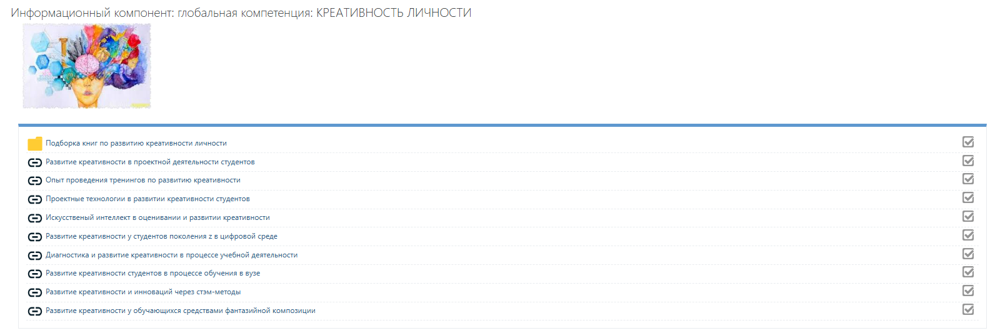 Информационный компонент: глобальная компетенция: КРЕАТИВНОСТЬ ЛИЧНОСТИ
Подборка книг по развитию креативности личности
Развитие креативности в проектной деятельности студентов
Опыт проведения тренингов по развитию креативности
Проектные технологии в развитии креативности студентов
Искусственый интеллект в оценивании и развитии креативности
Развитие креативности у студентов поколения z в цифровой среде
Диагностика и развитие креативности в процессе учебной деятельности
Развитие креативности студентов в процессе обучения в вузе
Развитие креативности и инноваций через стэм-методы
Развитие креативности у обучающихся средствами фантазийной композиции